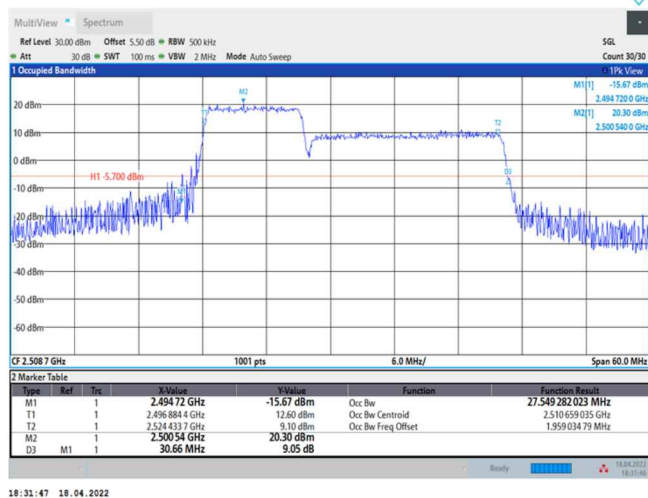 MultiView Spectrum
Ref Level 30.00 dBm Offset 5.50 dB RBW 500 kHz SGL
Att 30 dB SWT 100 ms VBW 2 MHz Mode Auto Sweep Count 30/30
1 Occupied Bandwidth 1Pk View
M1[1] -15.67 dBm
2.494 720 0 GHz
M2[1] 20.30 dBm
2.500 540 0 GHz
M2
20 dBm
T1
T2
10 dBm
0 dBm
H1 -5.700 dBm
D3
-10 dBm
M1
-20 dBm
-30 dBm
-40 dBm
-50 dBm
-60 dBm
CF 2.508 7 GHz 1001 pts 6.0 MHz/ Span 60.0 MHz
2 Marker Table
Type Ref Trc X-Value Y-Value Function Function Result
M1 1 2.494 72 GHz -15.67 dBm Occ Bw 27.549 282 023 MHz
T1 1 2.496 884 4 GHz 12.60 dBm Occ Bw Centroid 2.510 659 035 GHz
T2 1 2.524 433 7 GHz 9.10 dBm Occ Bw Freq Offset 1.959 034 79 MHz
M2 1 2.500 54 GHz 20.30 dBm
D3 M1 1 30.66 MHz 9.05 dB
Ready 18.04.2022
18:31:46
18:31:47 18.04.2022